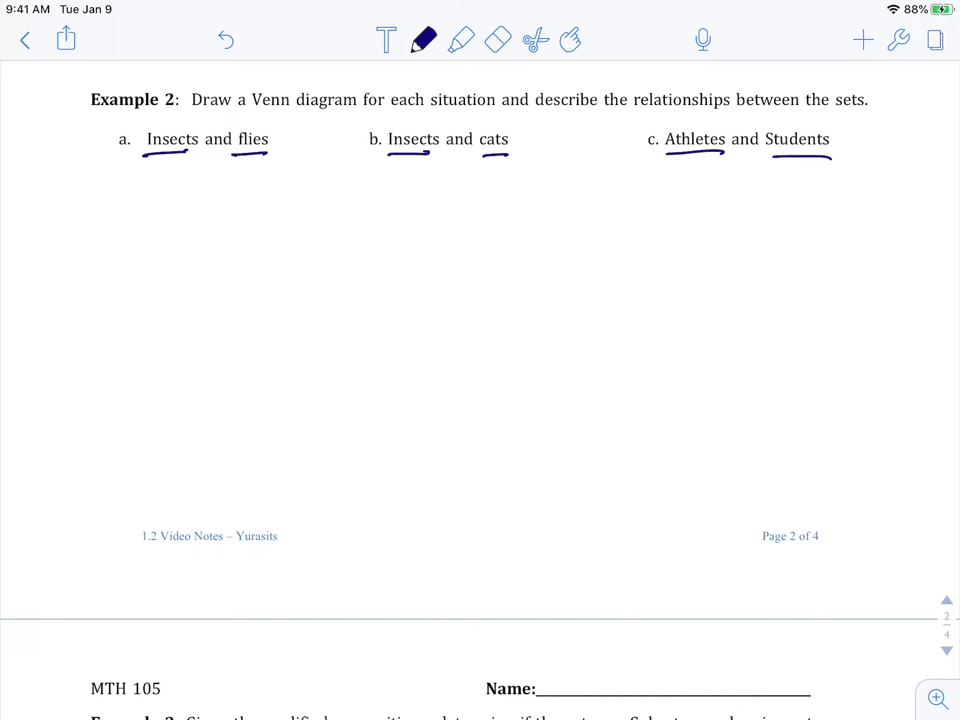 9:41 AM Tue Jan 9
88%
T
Example 2: Draw a Venn diagram for each situation and describe the relationships between the sets.
a. Insects and flies b. Insects and cats c. Athletes and Students
1.2 Video Notes – Yurasits Page 2 of 4
2
4
MTH 105 Name: